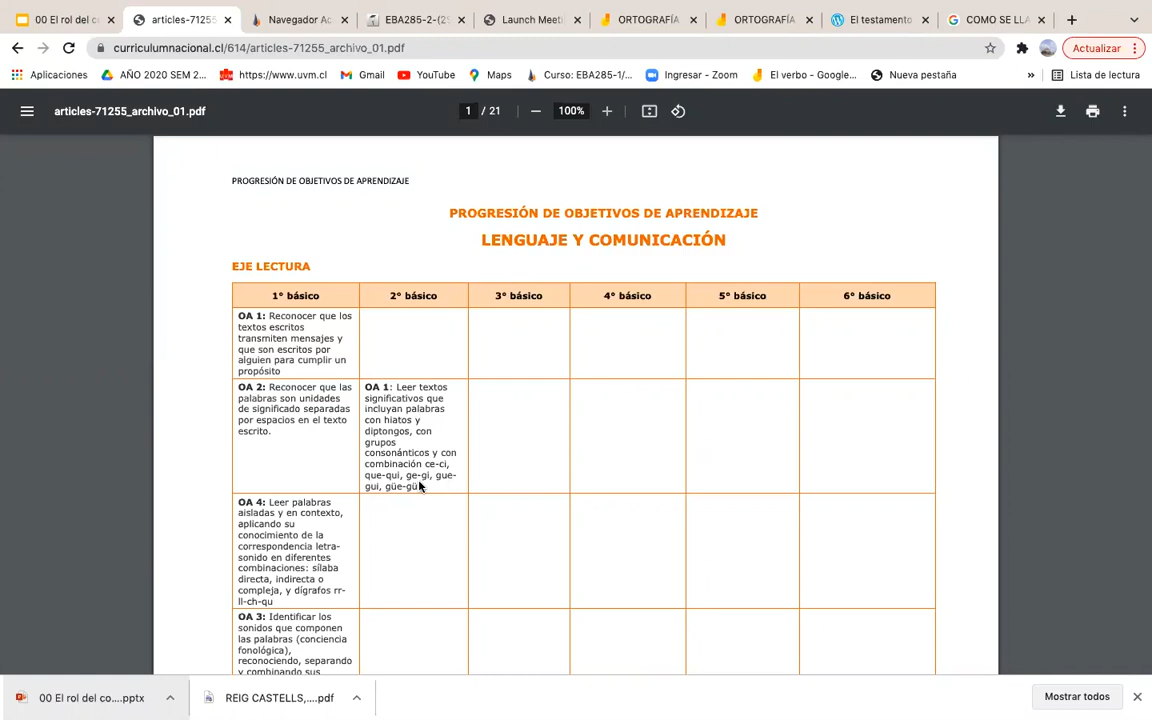 00 El rol del co
articles-71255
Navegador Ac
EBA285-2-(2
Launch Meeti
ORTOGRAFÍA
ORTOGRAFÍA
El testamento
COMO SE LLA
curriculumnacional.cl/614/articles-71255_archivo_01.pdf
Actualizar
Aplicaciones
AÑO 2020 SEM 2...
https://www.uvm.cl
Gmail
YouTube
Maps
Curso: EBA285-1/...
Ingresar - Zoom
El verbo - Google...
Nueva pestaña
»
Lista de lectura
articles-71255_archivo_01.pdf
1 / 21
100%
PROGRESIÓN DE OBJETIVOS DE APRENDIZAJE
PROGRESIÓN DE OBJETIVOS DE APRENDIZAJE
LENGUAJE Y COMUNICACIÓN
EJE LECTURA
1° básico
2° básico
3° básico
4° básico
5° básico
6° básico
OA 1: Reconocer que los
textos escritos
transmiten mensajes y
que son escritos por
alguien para cumplir un
propósito
OA 2: Reconocer que las
palabras son unidades
de significado separadas
por espacios en el texto
escrito.
OA 1: Leer textos
significativos que
incluyan palabras
con hiatos y
diptongos, con
grupos
consonánticos y con
combinación ce-ci,
que-qui, ge-gi, gue-
gui, güe-gü
OA 4: Leer palabras
aisladas y en contexto,
aplicando su
conocimiento de la
correspondencia letra-
sonido en diferentes
combinaciones: sílaba
directa, indirecta o
compleja, y dígrafos rr-
ll-ch-qu
OA 3: Identificar los
sonidos que componen
las palabras (conciencia
fonológica),
reconociendo, separando
y combinando sus
00 El rol del co....pptx
REIG CASTELLS,....pdf
Mostrar todos